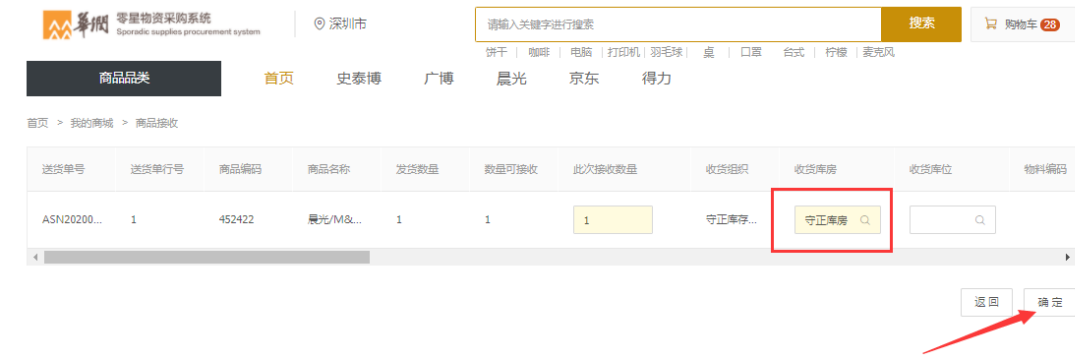 華潤 零星物资采购系统
Sporadic supplies procurement system
深圳市
请输入关键字进行搜索
搜索
购物车 28
饼干 | 咖啡 | 电脑 | 打印机 | 羽毛球 | 桌 | 口罩 台式 | 柠檬 | 麦克风
商品品类 首页 史泰博 广博 晨光 京东 得力
首页 > 我的商城 > 商品接收
送货单号 送货单行号 商品编码 商品名称 发货数量 数量可接收 此次接收数量 收货组织 收货库房 收货库位 物料编码
ASN20200... 1 452422 晨光/M&... 1 1 1 守正库存... 守正库房
返回 确定